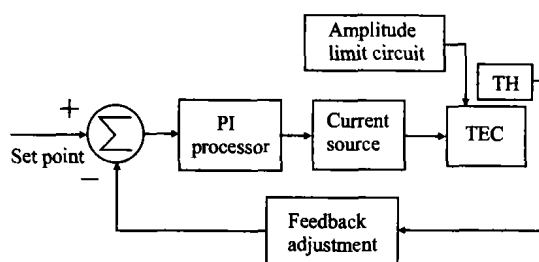 Amplitude
limit circuit
TH
+
Σ
PI
processor
Current
source
TEC
Set point
−
Feedback
adjustment